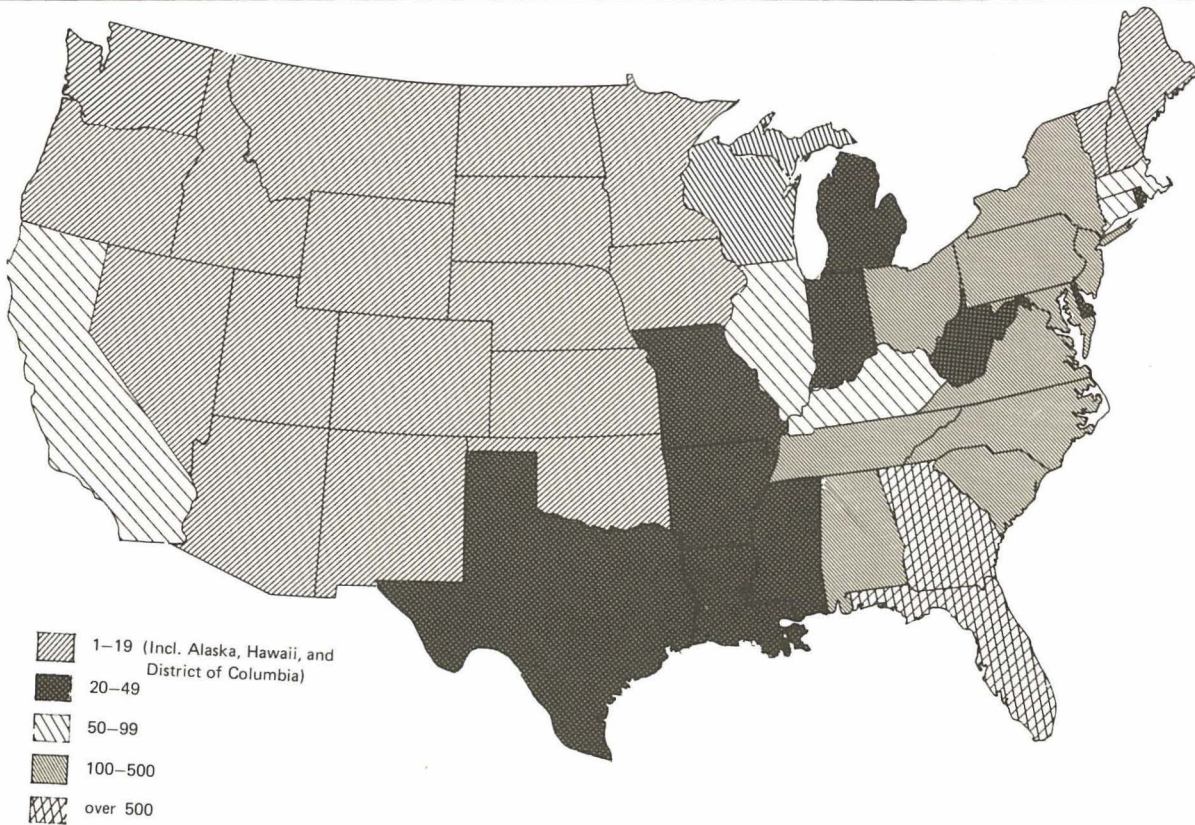 1–19 (Incl. Alaska, Hawaii, and
District of Columbia)
20–49
50–99
100–500
over 500